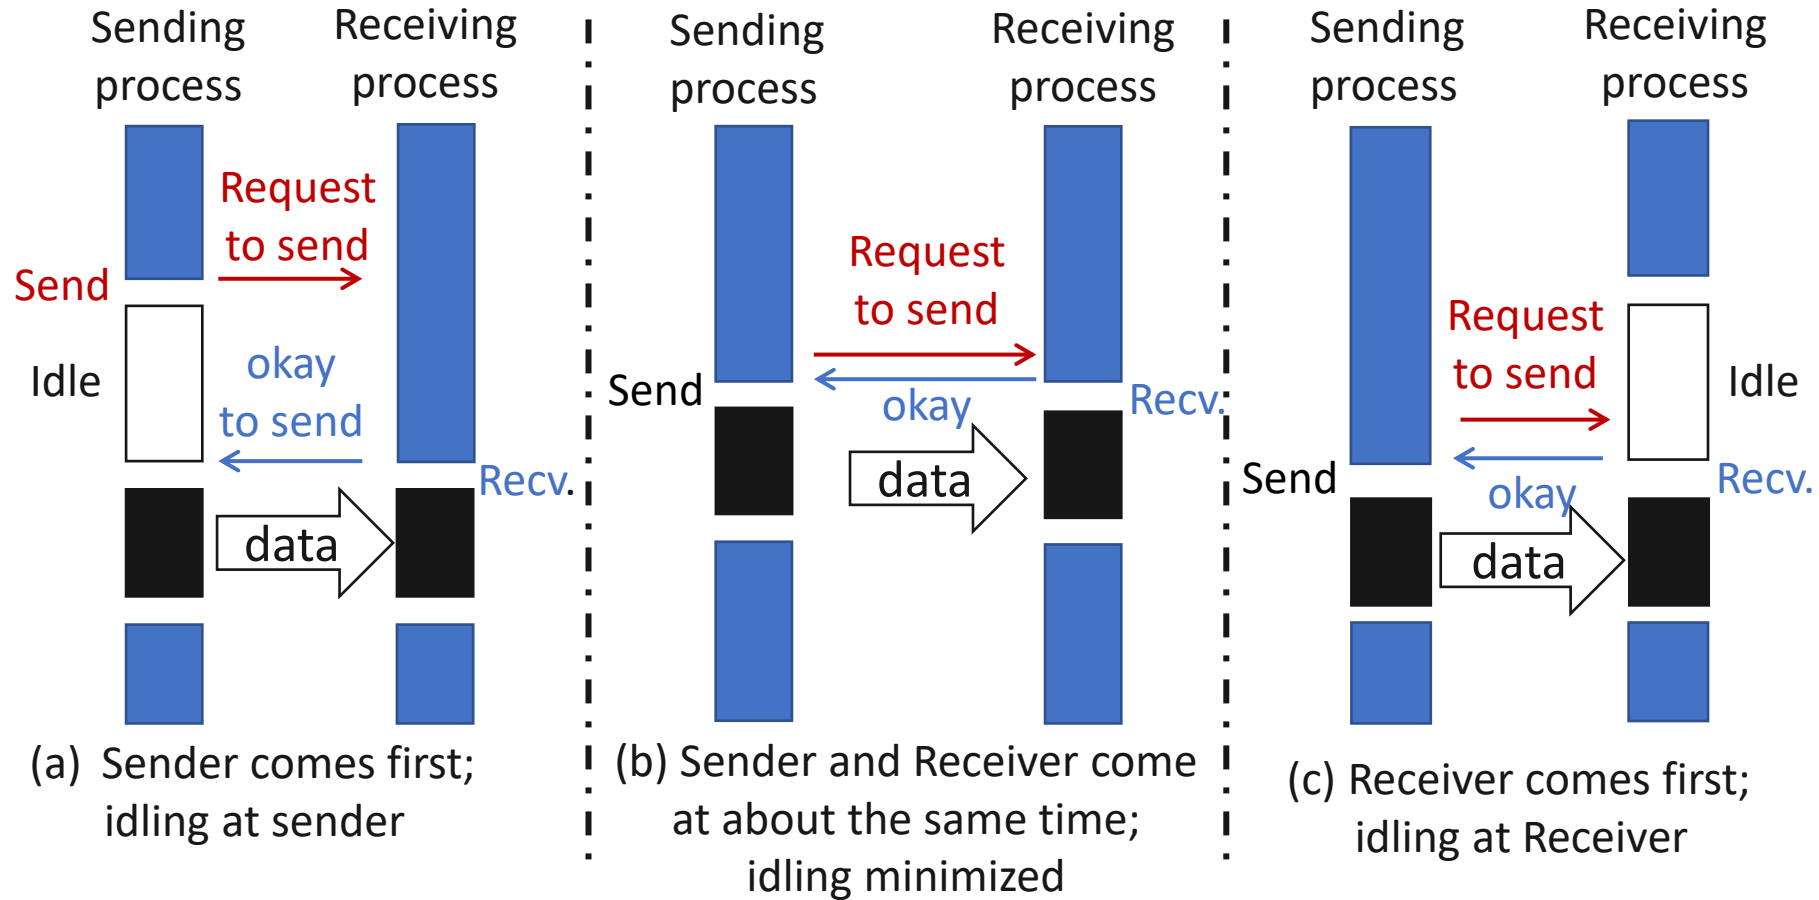 Sending
process
Receiving
process
Request
to send
Send
Idle
okay
to send
Recv.
data
(a) Sender comes first;
idling at sender
Sending
process
Receiving
process
Request
to send
Send
okay
Recv.
data
(b) Sender and Receiver come
at about the same time;
idling minimized
Sending
process
Receiving
process
Request
to send
Idle
Send
okay
Recv.
data
(c) Receiver comes first;
idling at Receiver